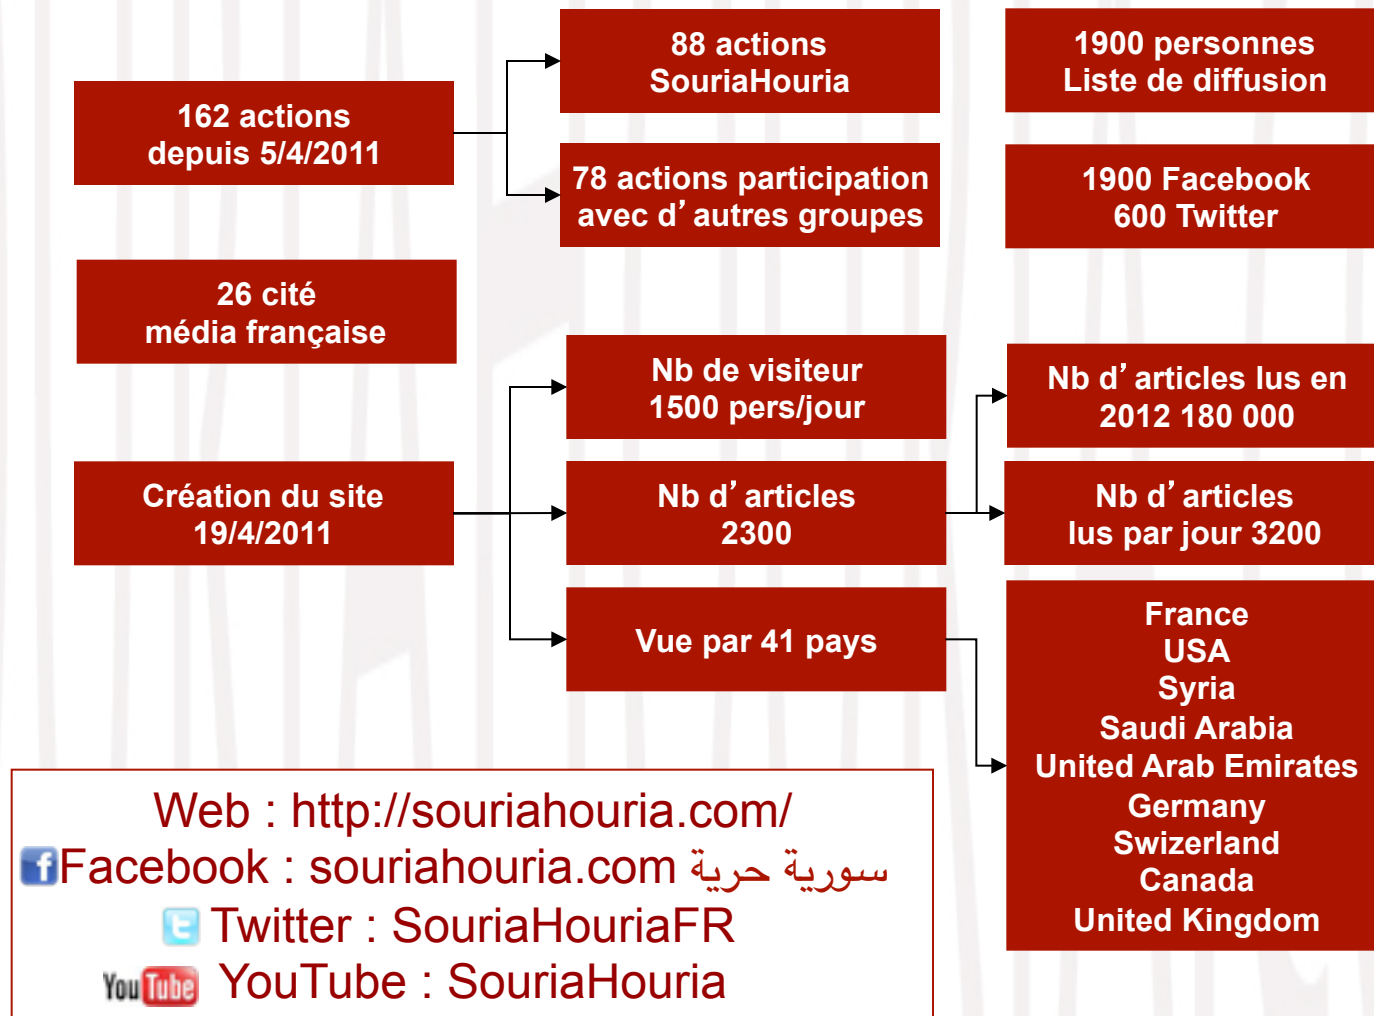 162 actions
depuis 5/4/2011
88 actions
SouriaHouria
78 actions participation
avec d’ autres groupes
1900 personnes
Liste de diffusion
1900 Facebook
600 Twitter
26 cité
média française
Création du site
19/4/2011
Nb de visiteur
1500 pers/jour
Nb d’ articles
2300
Vue par 41 pays
Nb d’ articles lus en
2012 180 000
Nb d’ articles
lus par jour 3200
France
USA
Syria
Saudi Arabia
United Arab Emirates
Germany
Swizerland
Canada
United Kingdom
Web : http://souriahouria.com/
f Facebook : souriahouria.com سورية حرية
t Twitter : SouriaHouriaFR
YouTube YouTube : SouriaHouria